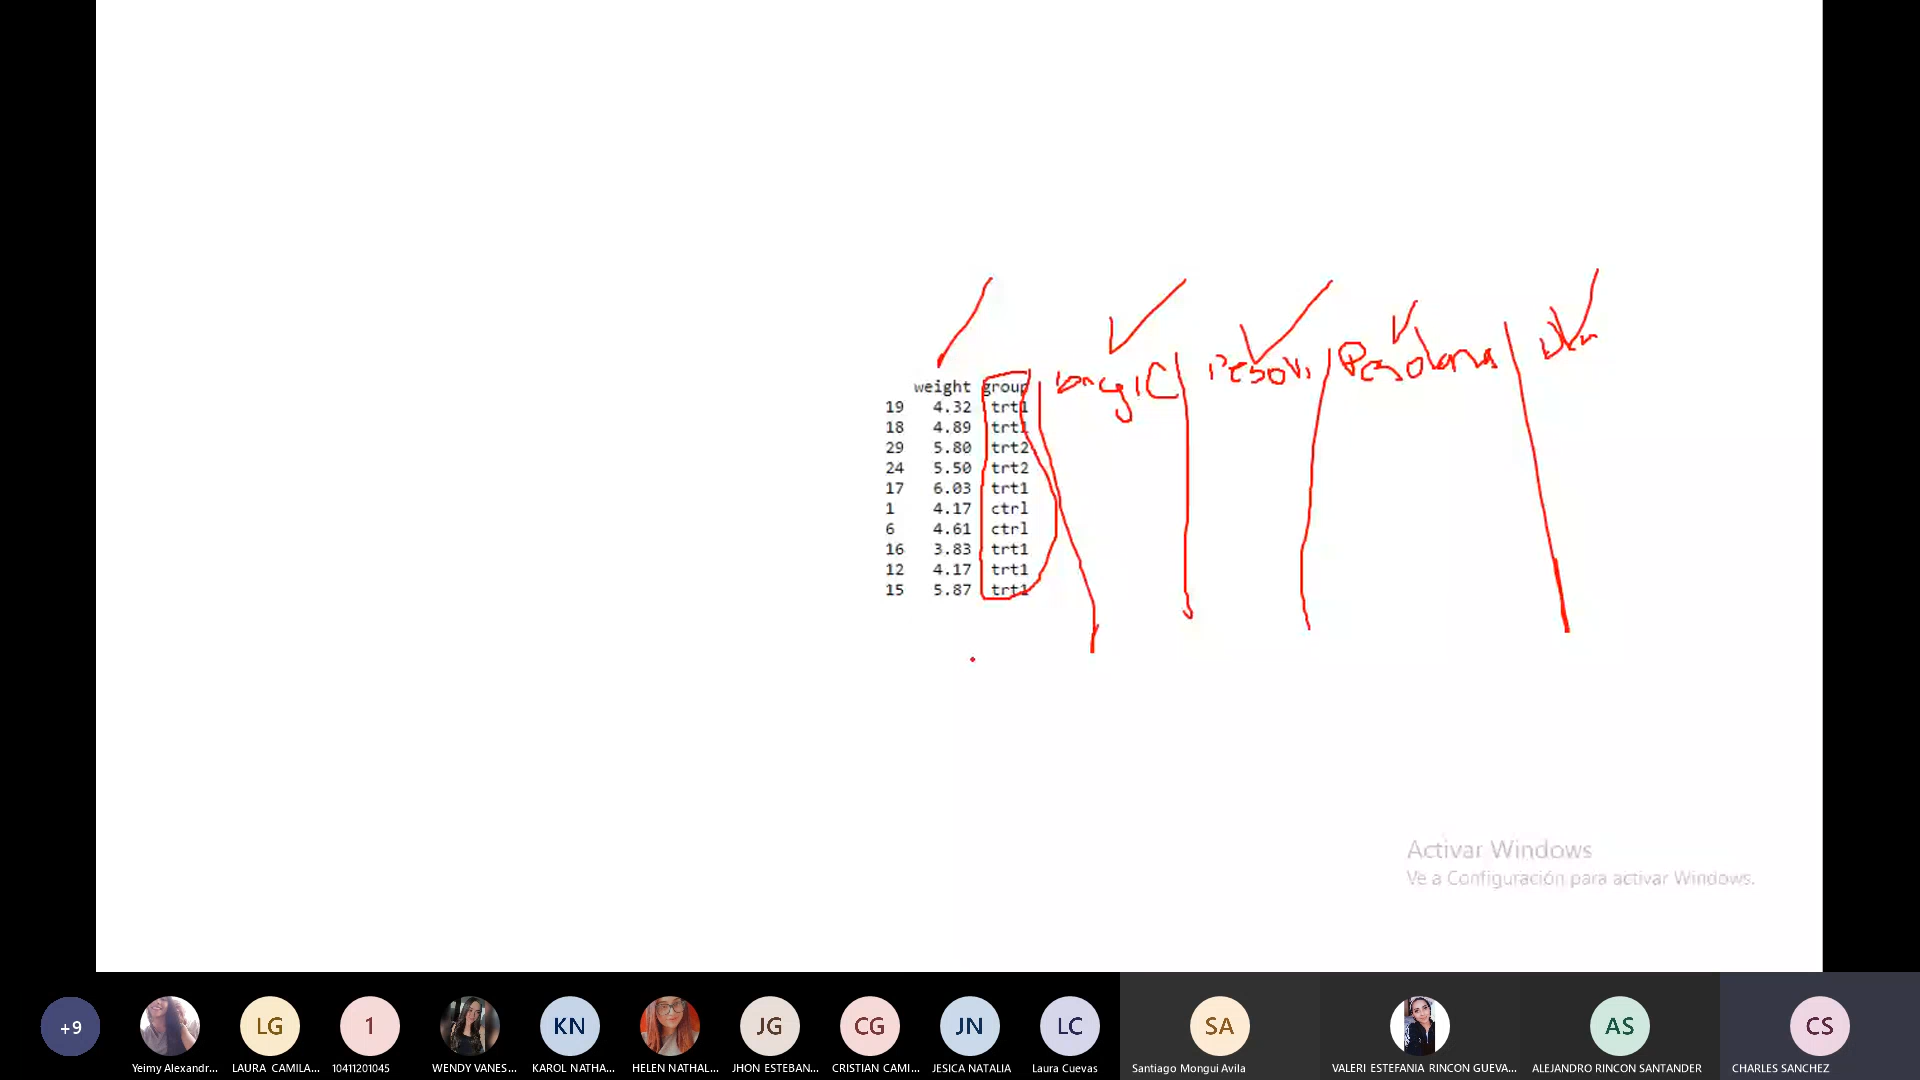 weight group
19 4.32 trt1
18 4.89 trt1
29 5.80 trt2
24 5.50 trt2
17 6.03 trt1
1 4.17 ctrl
6 4.61 ctrl
16 3.83 trt1
12 4.17 trt1
15 5.87 trt1
Activar Windows
Ve a Configuración para activar Windows.
+9
LG
1
KN
JG
CG
JN
LC
SA
AS
CS
Yeimy Alexandr...
LAURA CAMILA...
10411201045
WENDY VANES...
KAROL NATHA...
HELEN NATHAL...
JHON ESTEBAN...
CRISTIAN CAMI...
JESICA NATALIA
Laura Cuevas
Santiago Mongui Avila
VALERI ESTEFANIA RINCON GUEVA...
ALEJANDRO RINCON SANTANDER
CHARLES SANCHEZ